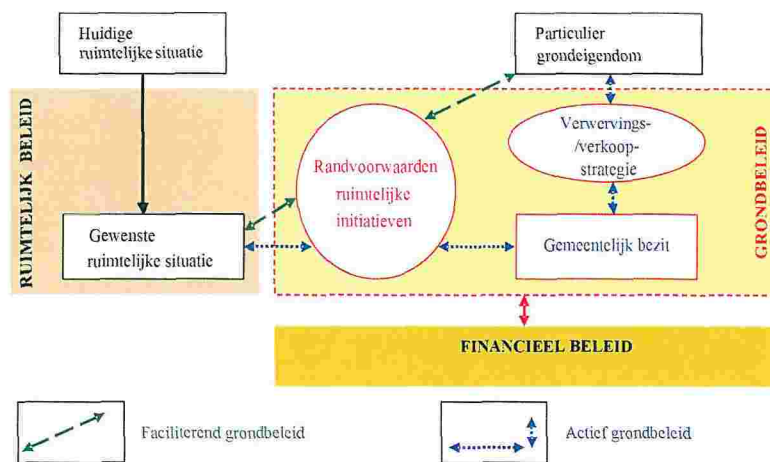 Huidige
ruimtelijke situatie
Particulier
grondeigendom
RUIMTELIJK BELEID
Verwervings-
/verkoop-
strategie
Randvoorwaarden
ruimtelijke
initiatieven
GRONDBELEID
Gewenste
ruimtelijke situatie
Gemeentelijk bezit
FINANCIEEL BELEID
Faciliterend grondbeleid
Actief grondbeleid